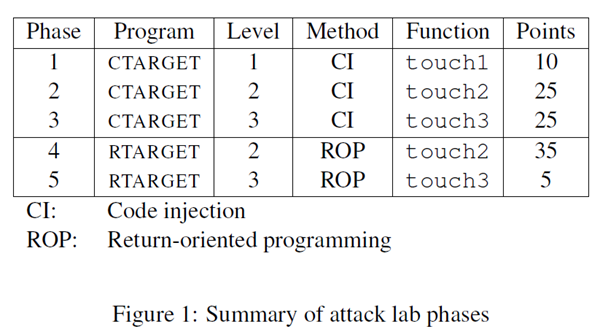 Phase Program Level Method Function Points
1 CTARGET 1 CI touch1 10
2 CTARGET 2 CI touch2 25
3 CTARGET 3 CI touch3 25
4 RTARGET 2 ROP touch2 35
5 RTARGET 3 ROP touch3 5
CI: Code injection
ROP: Return-oriented programming
Figure 1: Summary of attack lab phases